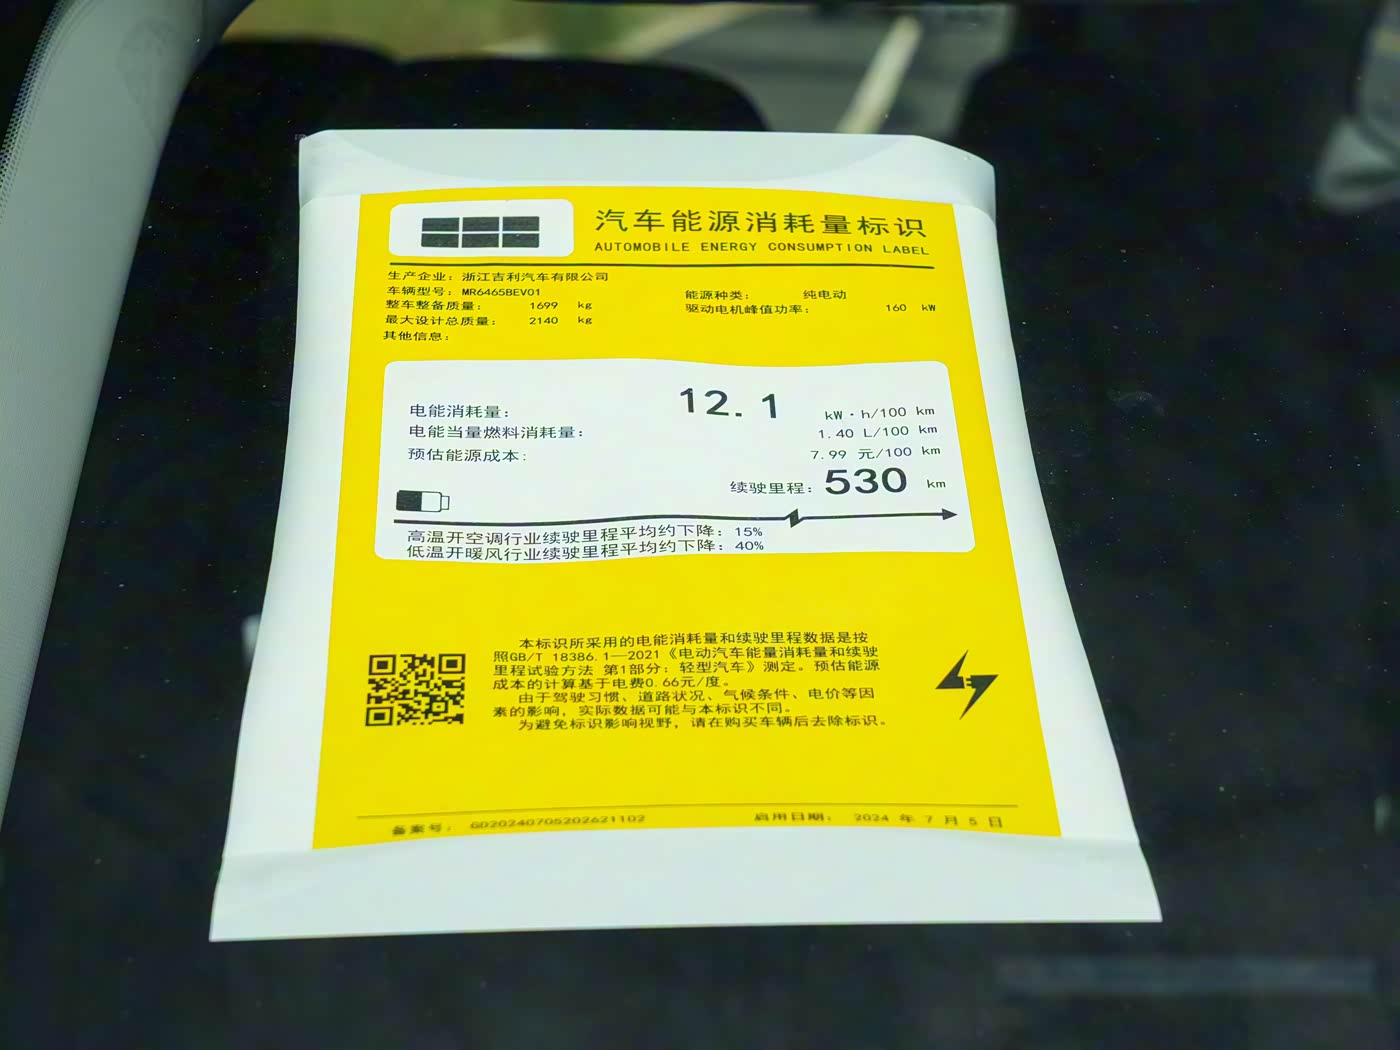 汽车能源消耗量标识
AUTOMOBILE ENERGY CONSUMPTION LABEL
生产企业：浙江吉利汽车有限公司
车辆型号：MR6465BEV01
能源种类： 纯电动
整车整备质量： 1699 kg
驱动电机峰值功率： 160 kW
最大设计总质量： 2140 kg
其他信息：
电能消耗量： 12.1 kW·h/100 km
电能当量燃料消耗量： 1.40 L/100 km
预估能源成本： 7.99 元/100 km
续驶里程：530 km
高温开空调行业续驶里程平均约下降：15%
低温开暖风行业续驶里程平均约下降：40%
本标识所采用的电能消耗量和续驶里程数据是按
照GB/T 18386.1—2021《电动汽车能量消耗量和续驶
里程试验方法 第1部分：轻型汽车》测定。预估能源
成本的计算基于电费0.66元/度。
由于驾驶习惯、道路状况、气候条件、电价等因
素的影响，实际数据可能与本标识不同。
为避免标识影响视野，请在购买车辆后去除标识。
备案号： GD20240705202621102
启用日期： 2024 年 7 月 5 日